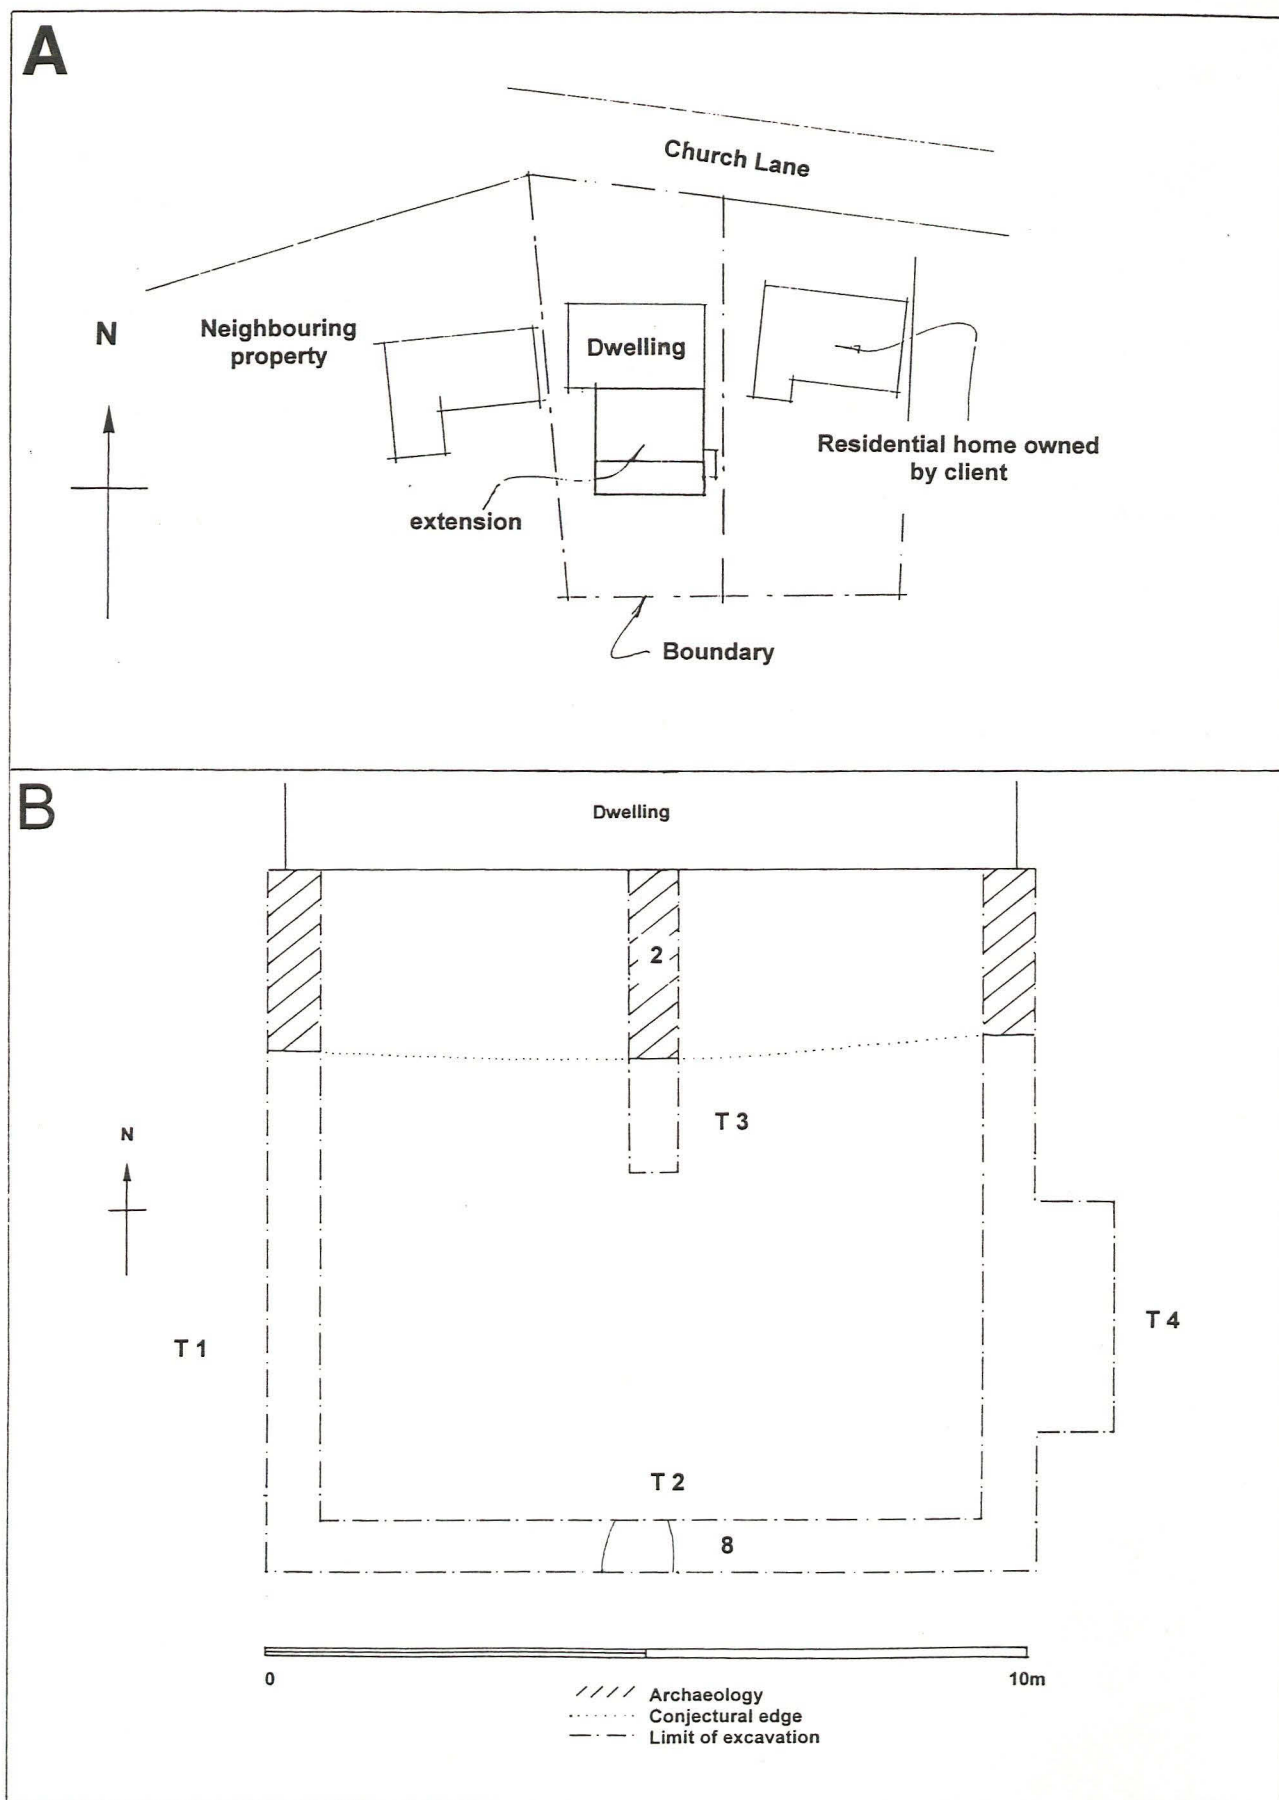 A
Church Lane
N
Neighbouring
property
Dwelling
Residential home owned
by client
extension
Boundary
B
Dwelling
2
T 3
N
T 1
T 4
T 2
8
0
10m
Archaeology
Conjectural edge
Limit of excavation